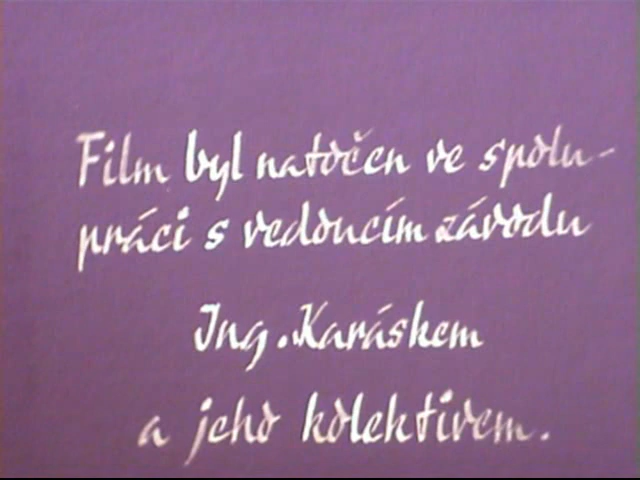 Film byl natočen ve spolu-
práci s vedoucím závodu
Ing. Karáskem
a jeho kolektivem.